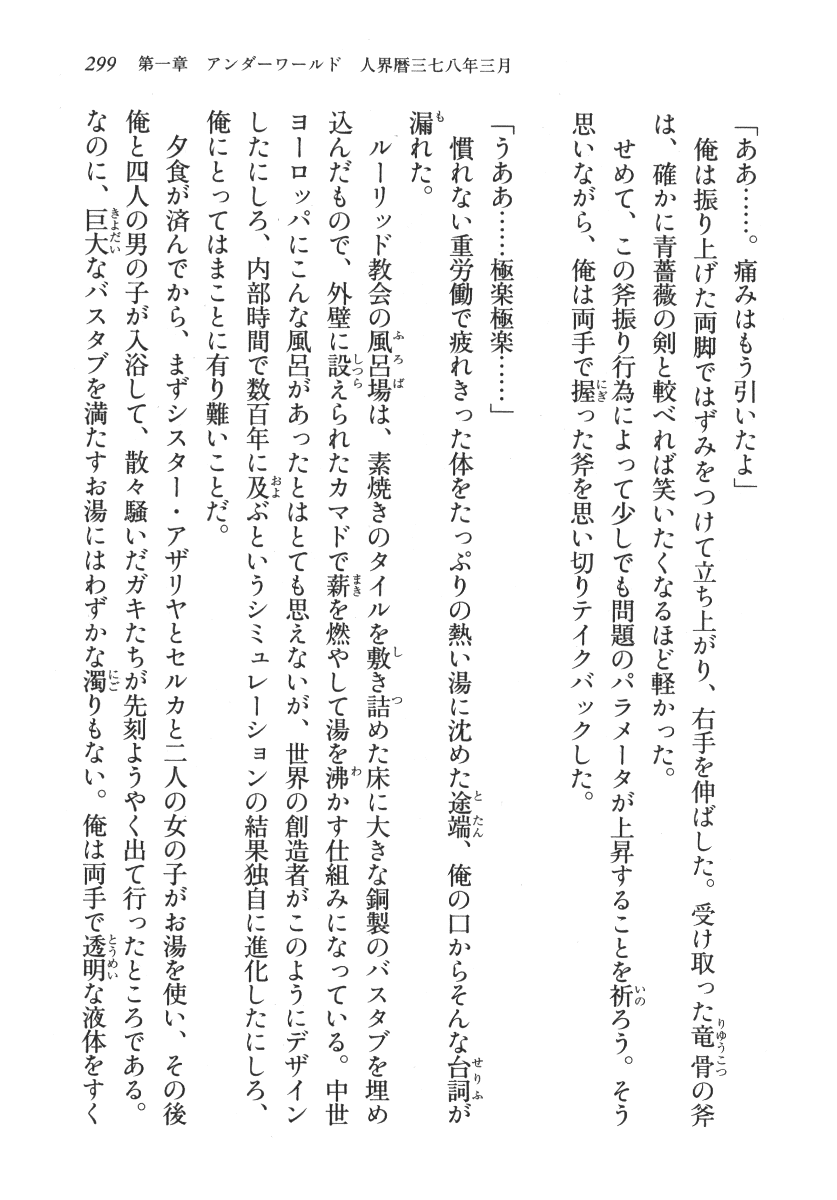 299　第一章　アンダーワールド　人界暦三七八年三月
「ああ……。痛みはもう引いたよ」
　俺は振り上げた両脚ではずみをつけて立ち上がり、右手を伸ばした。受け取った竜骨の斧
は、確かに青薔薇の剣と較べれば笑いたくなるほど軽かった。
　せめて、この斧振り行為によって少しでも問題のパラメータが上昇することを祈ろう。そう
思いながら、俺は両手で握った斧を思い切りテイクバックした。
「うああ……極楽極楽……」
　慣れない重労働で疲れきった体をたっぷりの熱い湯に沈めた途端、俺の口からそんな台詞が
漏れた。
　ルーリッド教会の風呂場は、素焼きのタイルを敷き詰めた床に大きな銅製のバスタブを埋め
込んだもので、外壁に設えられたカマドで薪を燃やして湯を沸かす仕組みになっている。中世
ヨーロッパにこんな風呂があったとはとても思えないが、世界の創造者がこのようにデザイン
したにしろ、内部時間で数百年に及ぶというシミュレーションの結果独自に進化したにしろ、
俺にとってはまことに有り難いことだ。
　夕食が済んでから、まずシスター・アザリヤとセルカと二人の女の子がお湯を使い、その後
俺と四人の男の子が入浴して、散々騒いだガキたちが先刻ようやく出て行ったところである。
なのに、巨大なバスタブを満たすお湯にはわずかな濁りもない。俺は両手で透明な液体をすく